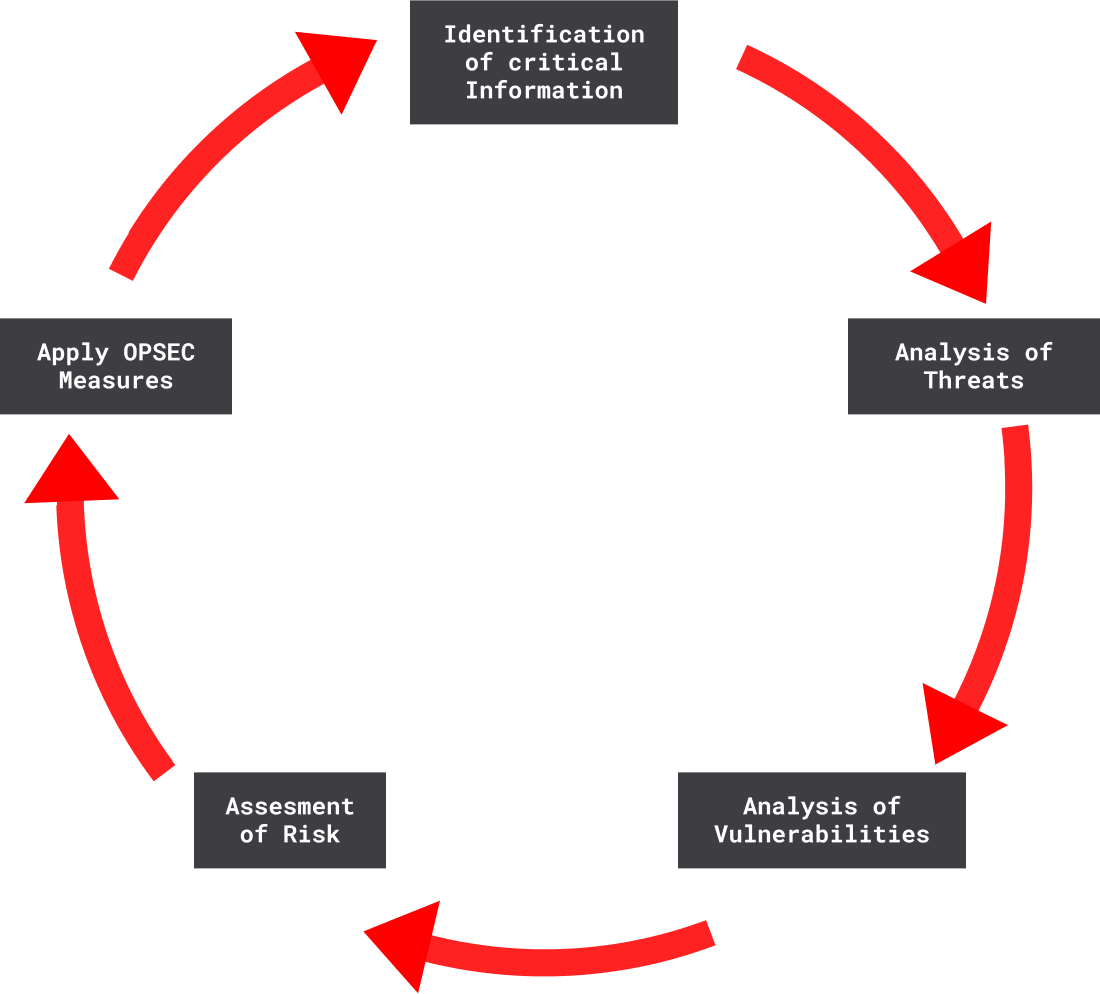 Identification
of critical
Information
Analysis of
Threats
Analysis of
Vulnerabilities
Assesment
of Risk
Apply OPSEC
Measures